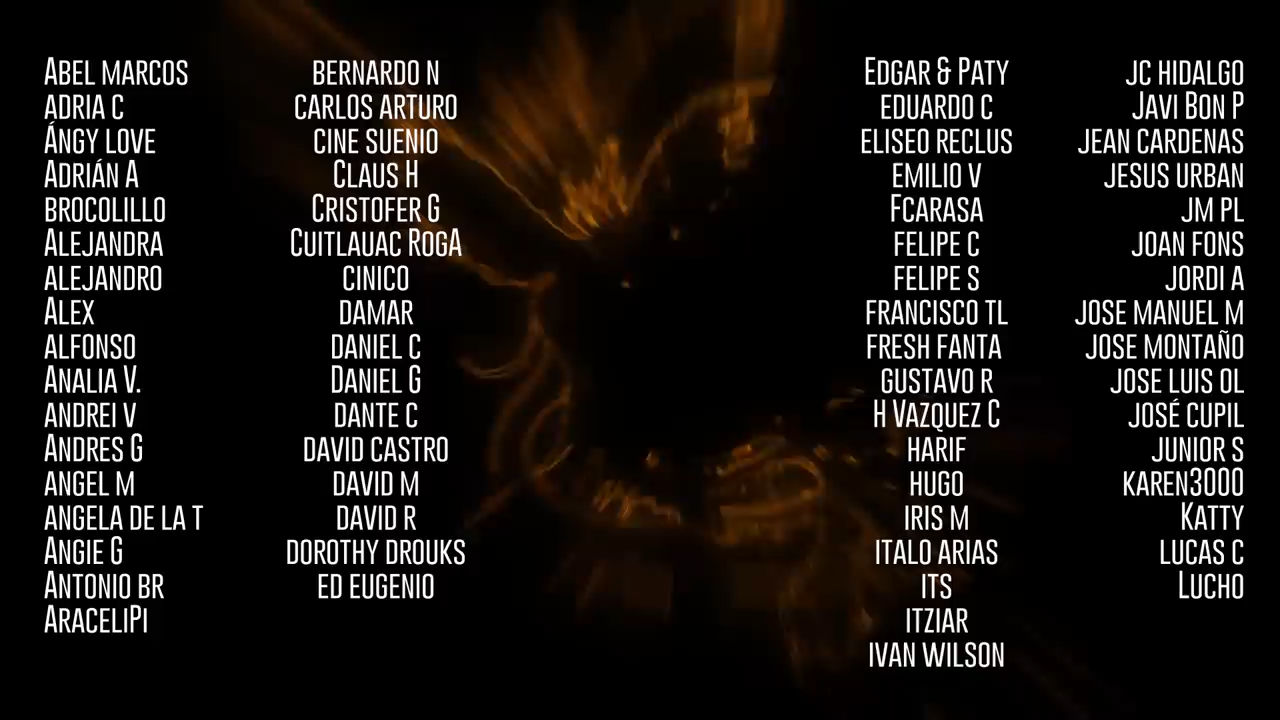 ABEL MARCOS
ADRIA C
ÁNGY LOVE
ADRIÁN A
BROCOLILLO
ALEJANDRA
ALEJANDRO
ALEX
ALFONSO
ANALIA V.
ANDREI V
ANDRES G
ANGEL M
ANGELA DE LA T
ANGIE G
ANTONIO BR
ARACELIPI
BERNARDO N
CARLOS ARTURO
CINE SUENIO
CLAUS H
CRISTOFER G
CUITLAUAC ROGA
CINICO
DAMAR
DANIEL C
DANIEL G
DANTE C
DAVID CASTRO
DAVID M
DAVID R
DOROTHY DROUKS
ED EUGENIO
EDGAR & PATY
EDUARDO C
ELISEO RECLUS
EMILIO V
FCARASA
FELIPE C
FELIPE S
FRANCISCO TL
FRESH FANTA
GUSTAVO R
H VAZQUEZ C
HARIF
HUGO
IRIS M
ITALO ARIAS
ITS
ITZIAR
IVAN WILSON
JC HIDALGO
JAVI BON P
JEAN CARDENAS
JESUS URBAN
JM PL
JOAN FONS
JORDI A
JOSE MANUEL M
JOSE MONTAÑO
JOSE LUIS OL
JOSÉ CUPIL
JUNIOR S
KAREN3000
KATTY
LUCAS C
LUCHO